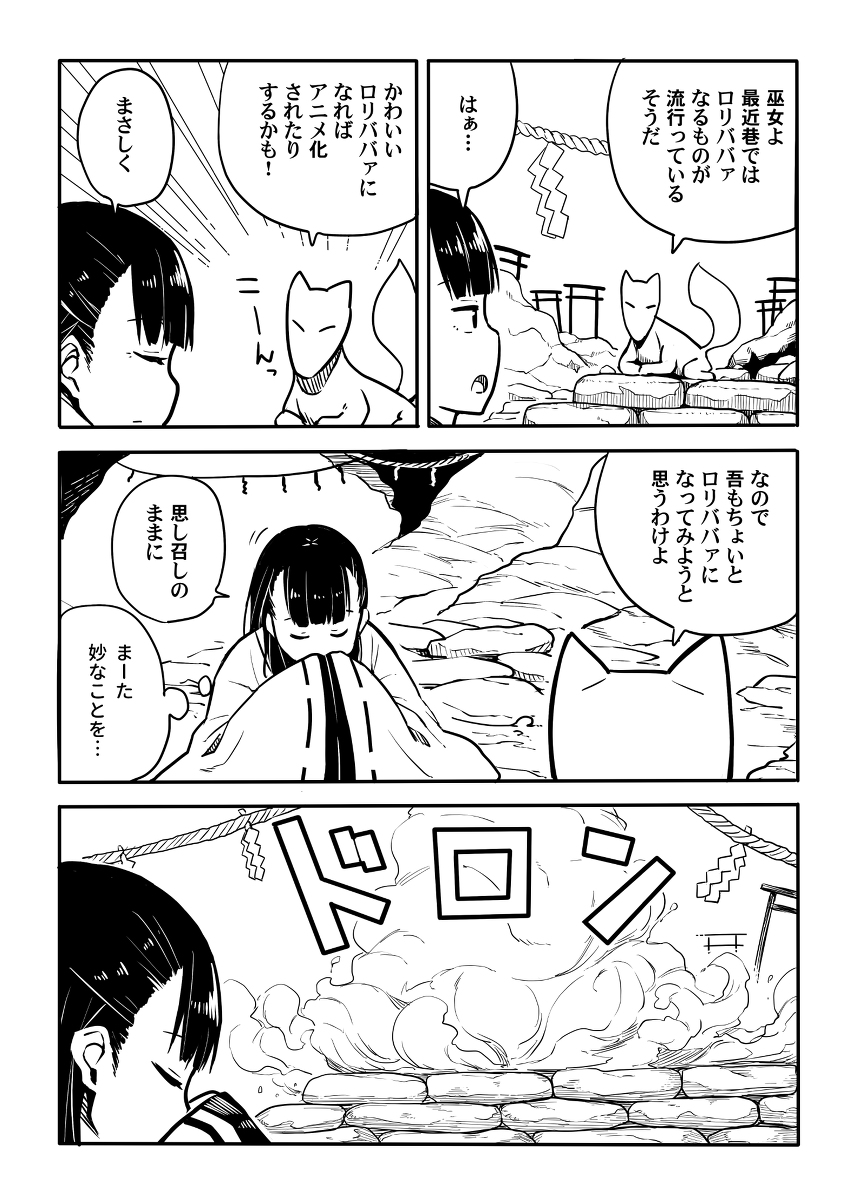 巫女よ
最近巷では
ロリババァ
なるものが
流行っている
そうだ
はぁ…
かわいい
ロリババァに
なれば
アニメ化
されたり
するかも！
ニーんっ
まさしく
なので
吾もちょいと
ロリババァに
なってみようと
思うわけよ
思し召しの
ままに
まーた
妙なことを…
ドロン